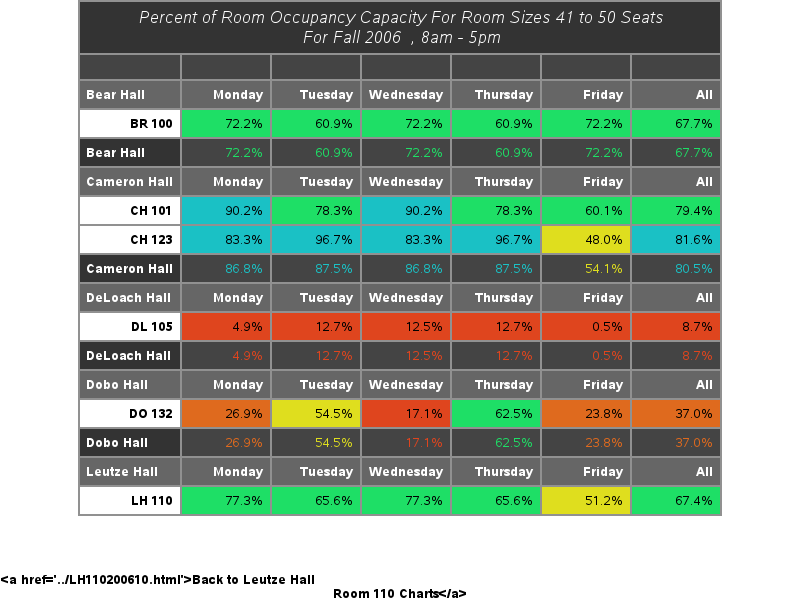 Percent of Room Occupancy Capacity For Room Sizes 41 to 50 Seats
For Fall 2006 , 8am - 5pm
Bear Hall Monday Tuesday Wednesday Thursday Friday All
BR 100 72.2% 60.9% 72.2% 60.9% 72.2% 67.7%
Bear Hall 72.2% 60.9% 72.2% 60.9% 72.2% 67.7%
Cameron Hall Monday Tuesday Wednesday Thursday Friday All
CH 101 90.2% 78.3% 90.2% 78.3% 60.1% 79.4%
CH 123 83.3% 96.7% 83.3% 96.7% 48.0% 81.6%
Cameron Hall 86.8% 87.5% 86.8% 87.5% 54.1% 80.5%
DeLoach Hall Monday Tuesday Wednesday Thursday Friday All
DL 105 4.9% 12.7% 12.5% 12.7% 0.5% 8.7%
DeLoach Hall 4.9% 12.7% 12.5% 12.7% 0.5% 8.7%
Dobo Hall Monday Tuesday Wednesday Thursday Friday All
DO 132 26.9% 54.5% 17.1% 62.5% 23.8% 37.0%
Dobo Hall 26.9% 54.5% 17.1% 62.5% 23.8% 37.0%
Leutze Hall Monday Tuesday Wednesday Thursday Friday All
LH 110 77.3% 65.6% 77.3% 65.6% 51.2% 67.4%
<a href='../LH110200610.html'>Back to Leutze Hall
Room 110 Charts</a>